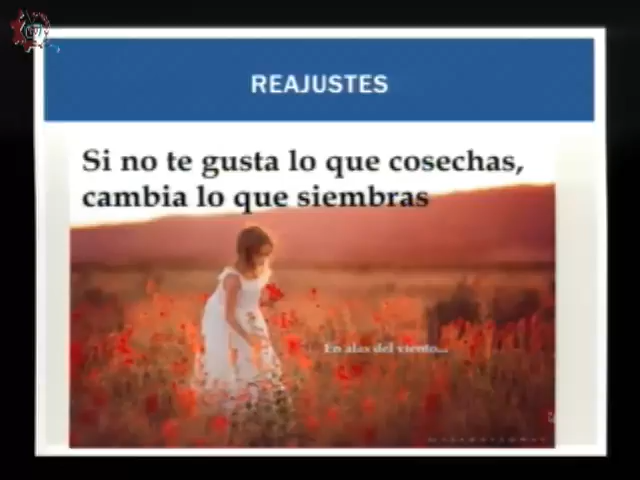 REAJUSTES
Si no te gusta lo que cosechas,
cambia lo que siembras
En alas del viento...